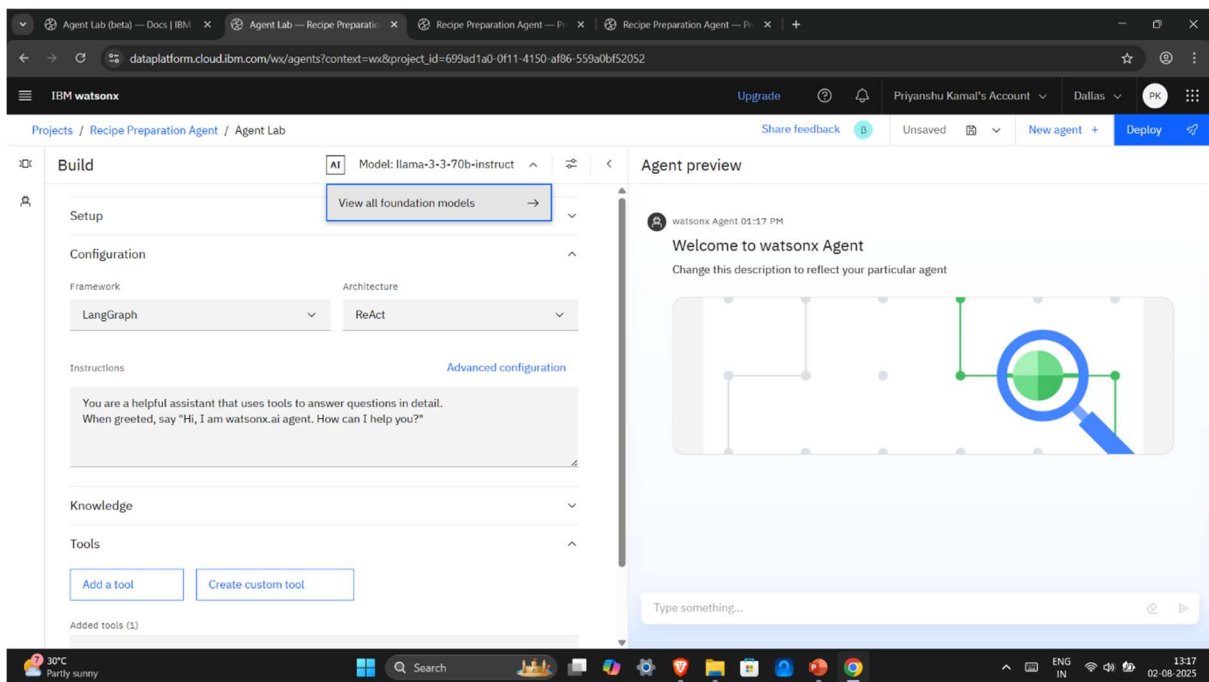 Agent Lab (beta) — Docs | IBM
Agent Lab — Recipe Preparatio
Recipe Preparation Agent — Pr
Recipe Preparation Agent — Pr
dataplatform.cloud.ibm.com/wx/agents?context=wx&project_id=699ad1a0-0f11-4150-af86-559a0bf52052
IBM watsonx
Upgrade
Priyanshu Kamal's Account
Dallas
PK
Projects / Recipe Preparation Agent / Agent Lab
Share feedback
β
Unsaved
New agent +
Deploy
Build
AI
Model: llama-3-3-70b-instruct
Agent preview
View all foundation models
Setup
Configuration
Framework
Architecture
LangGraph
ReAct
Instructions
Advanced configuration
You are a helpful assistant that uses tools to answer questions in detail.
When greeted, say "Hi, I am watsonx.ai agent. How can I help you?"
Knowledge
Tools
Add a tool
Create custom tool
Added tools (1)
watsonx Agent 01:17 PM
Welcome to watsonx Agent
Change this description to reflect your particular agent
Type something...
7
30°C
Partly sunny
Search
ENG
IN
13:17
02-08-2025